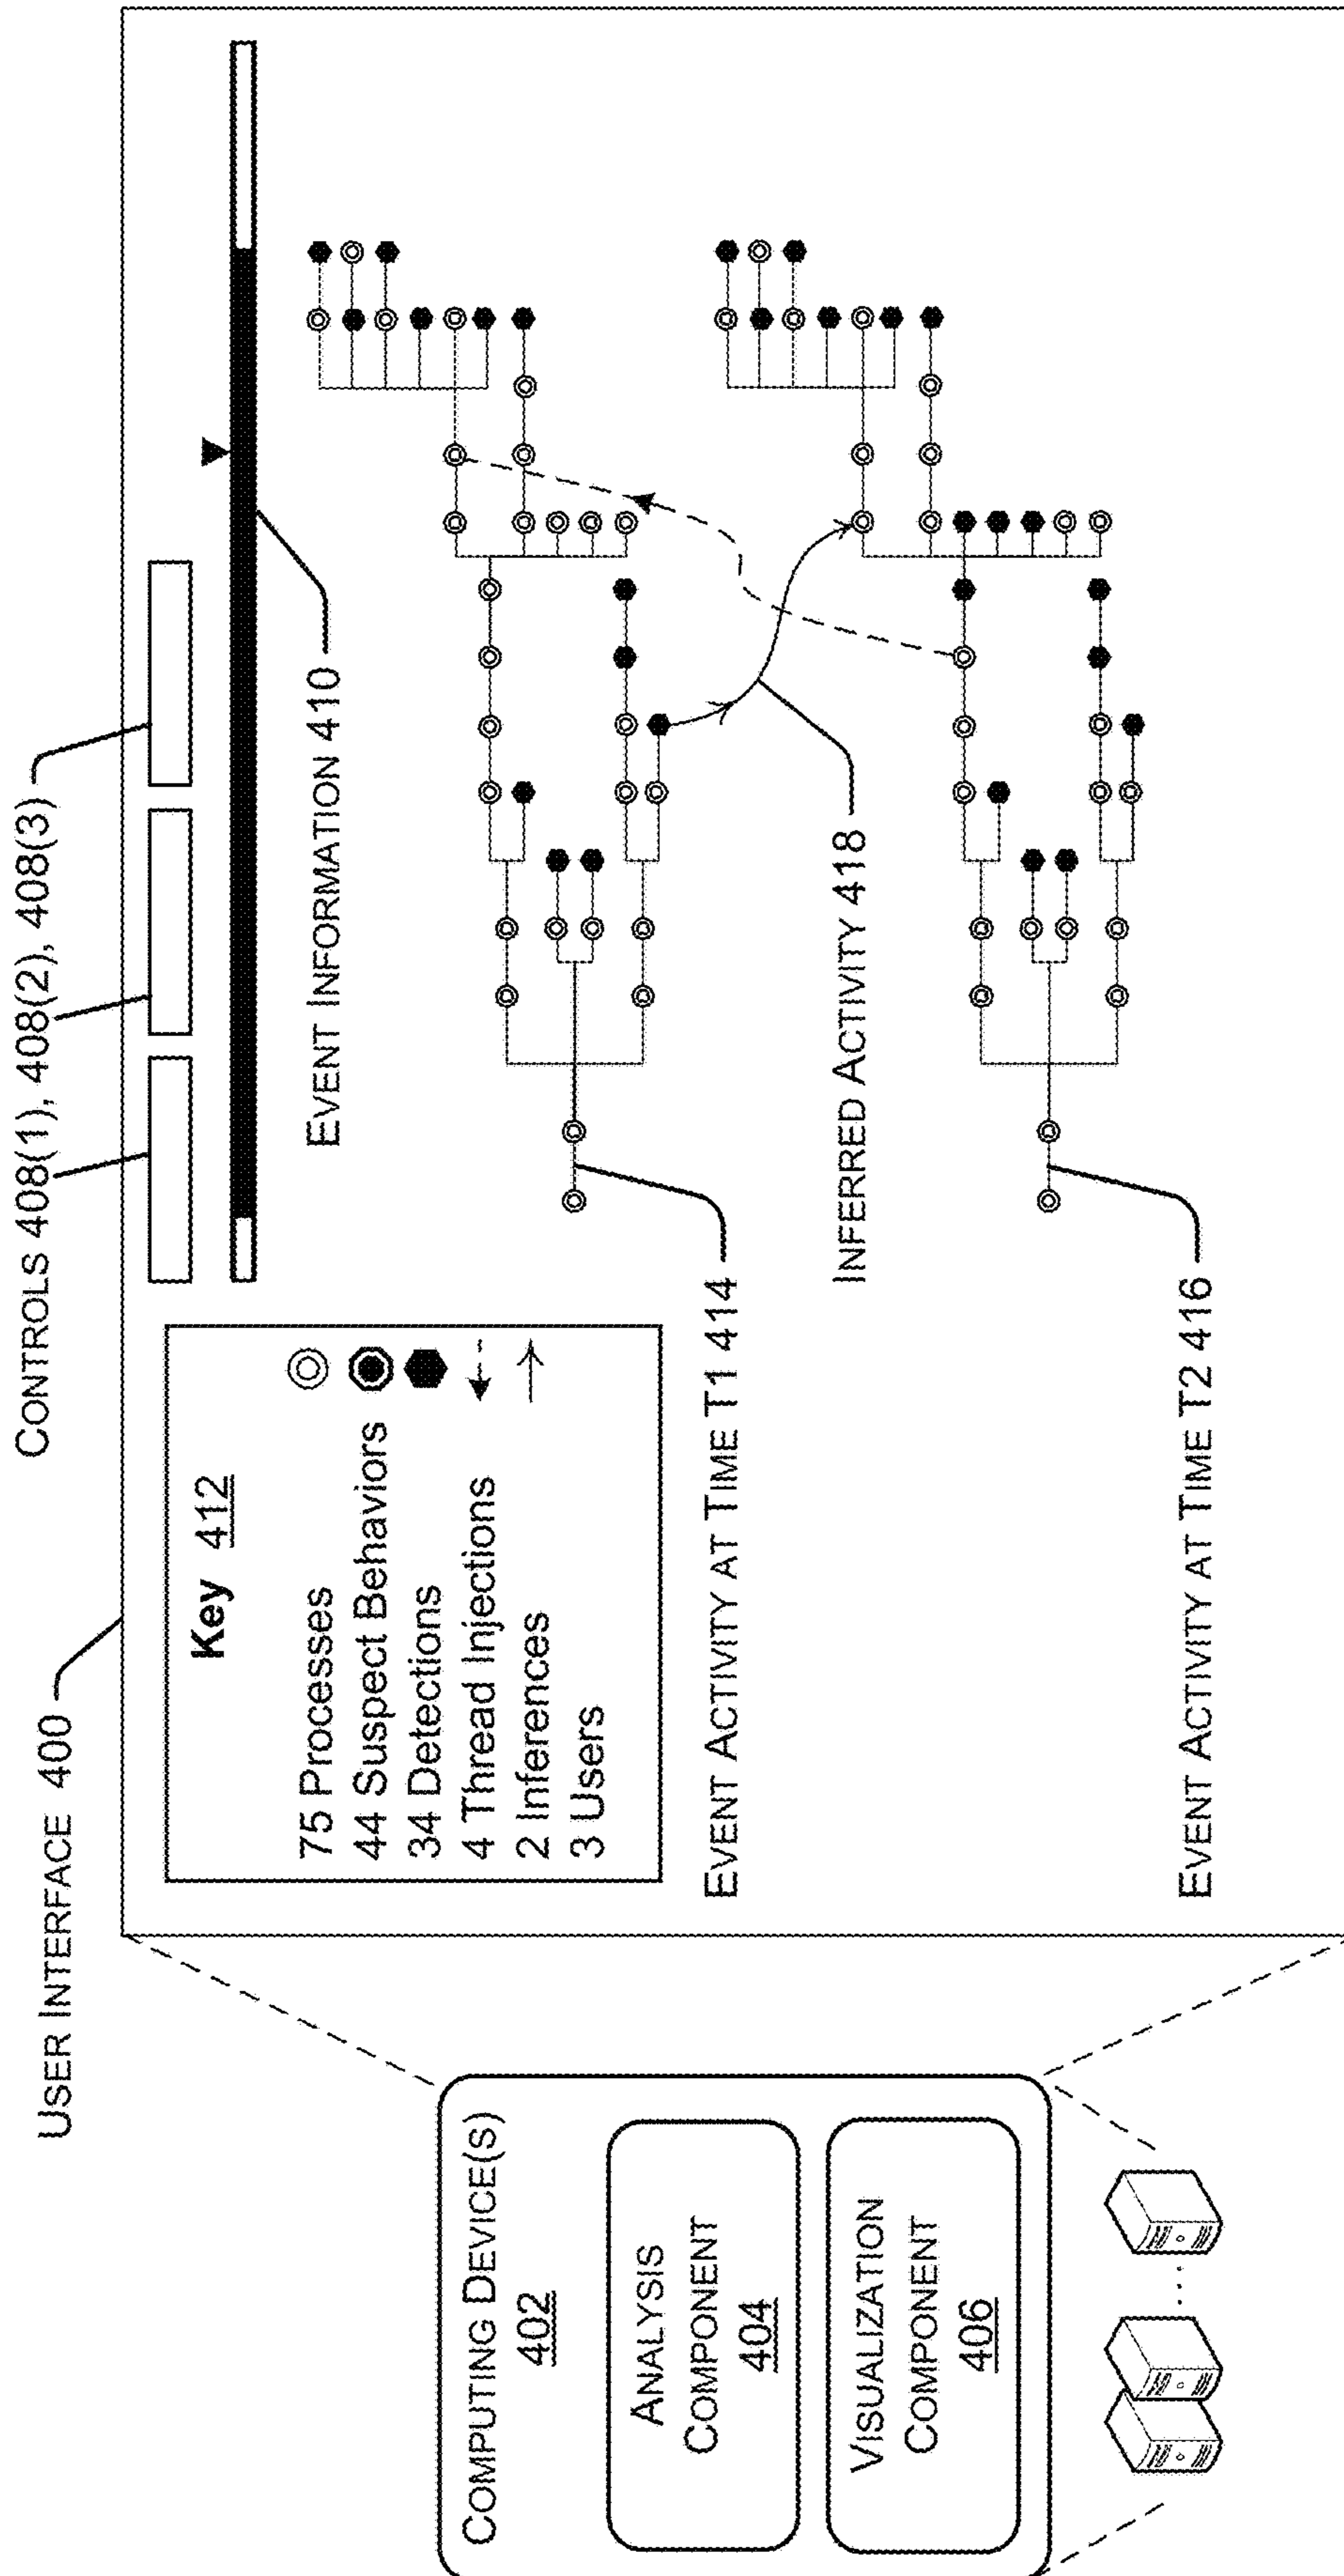 USER INTERFACE 400
CONTROLS 408(1), 408(2), 408(3)
Key 412
75 Processes
44 Suspect Behaviors
34 Detections
4 Thread Injections
2 Inferences
3 Users
EVENT INFORMATION 410
EVENT ACTIVITY AT TIME T1 414
INFERRED ACTIVITY 418
EVENT ACTIVITY AT TIME T2 416
COMPUTING DEVICE(S)
402
ANALYSIS
COMPONENT
404
VISUALIZATION
COMPONENT
406